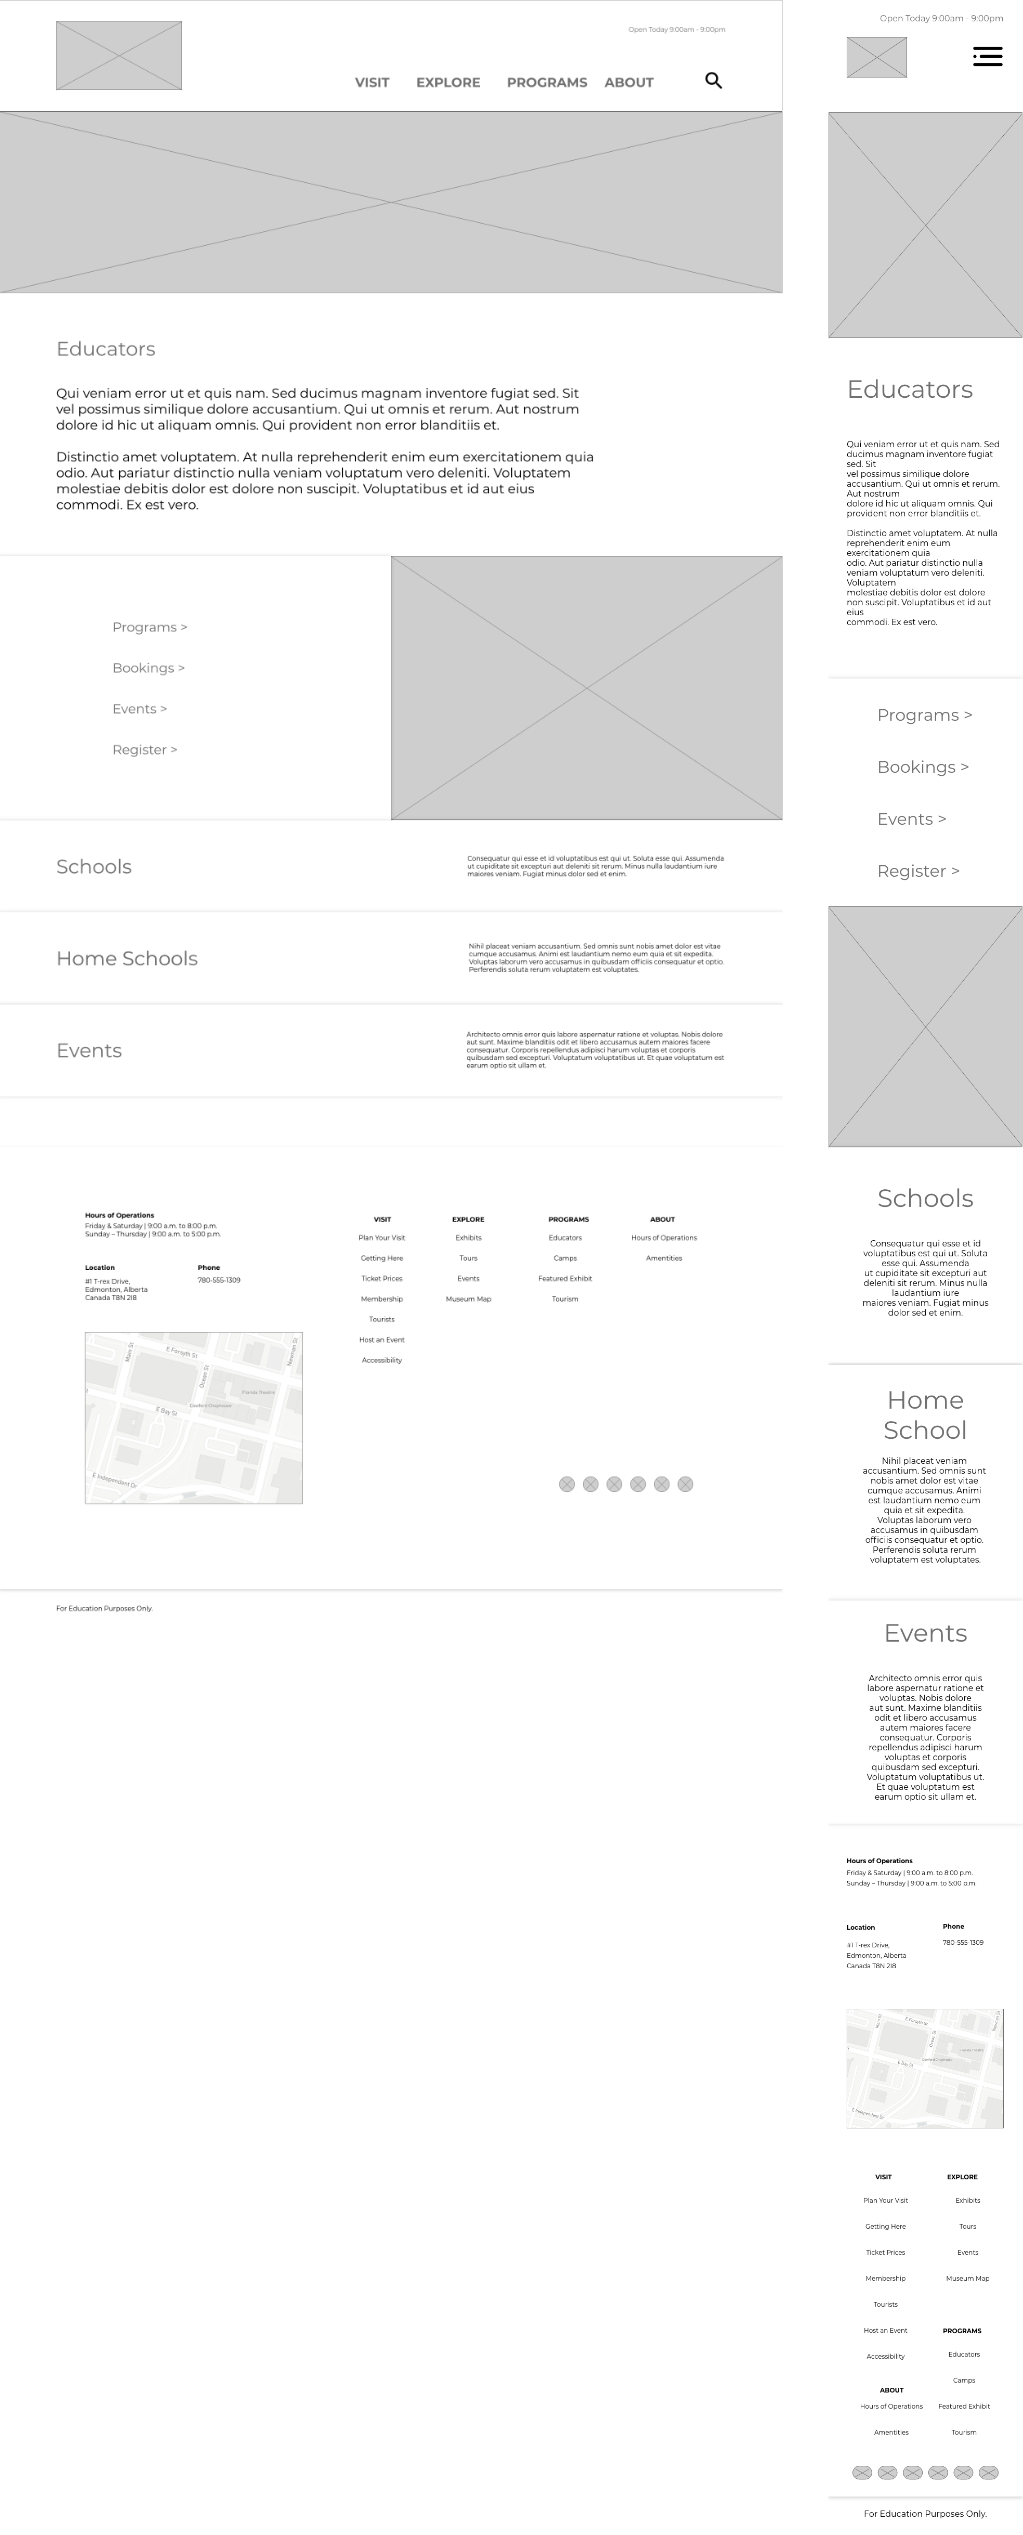 Open Today 9:00am - 9:00pm
VISIT EXPLORE PROGRAMS ABOUT
Educators
Qui veniam error ut et quis nam. Sed ducimus magnam inventore fugiat sed. Sit
vel possimus similique dolore accusantium. Qui ut omnis et rerum. Aut nostrum
dolore id hic ut aliquam omnis. Qui provident non error blanditiis et.
Distinctio amet voluptatem. At nulla reprehenderit enim eum exercitationem quia
odio. Aut pariatur distinctio nulla veniam voluptatum vero deleniti. Voluptatem
molestiae debitis dolor est dolore non suscipit. Voluptatibus et id aut eius
commodi. Ex est vero.
Programs >
Bookings >
Events >
Register >
Schools
Consequatur qui esse et id voluptatibus est qui ut. Soluta esse qui. Assumenda
ut cupiditate sit excepturi aut deleniti sit rerum. Minus nulla laudantium iure
maiores veniam. Fugiat minus dolor sed et enim.
Home Schools
Nihil placeat veniam accusantium. Sed omnis sunt nobis amet dolor est vitae
cumque accusamus. Animi est laudantium nemo eum quia et sit expedita.
Voluptas laborum vero accusamus in quibusdam officiis consequatur et optio.
Perferendis soluta rerum voluptatem est voluptates.
Events
Architecto omnis error quis labore aspernatur ratione et voluptas. Nobis dolore
aut sunt. Maxime blanditiis odit et libero accusamus autem maiores facere
consequatur. Corporis repellendus adipisci harum voluptas et corporis
quibusdam sed excepturi. Voluptatum voluptatibus ut. Et quae voluptatum est
earum optio sit ullam et.
Hours of Operations
Friday & Saturday | 9:00 a.m. to 8:00 p.m.
Sunday – Thursday | 9:00 a.m. to 5:00 p.m.
Location
#1 T-rex Drive,
Edmonton, Alberta
Canada T8N 2I8
Phone
780-555-1309
Main St
E Forsyth St
Ocean St
Newnan St
Florida Theatre
E Bay St
E Independent Dr
VISIT
Plan Your Visit
Getting Here
Ticket Prices
Membership
Tourists
Host an Event
Accessibility
EXPLORE
Exhibits
Tours
Events
Museum Map
PROGRAMS
Educators
Camps
Featured Exhibit
Tourism
ABOUT
Hours of Operations
Amentities
For Education Purposes Only.
Open Today 9:00am - 9:00pm
Educators
Qui veniam error ut et quis nam. Sed
ducimus magnam inventore fugiat
sed. Sit
vel possimus similique dolore
accusantium. Qui ut omnis et rerum.
Aut nostrum
dolore id hic ut aliquam omnis. Qui
provident non error blanditiis et.
Distinctio amet voluptatem. At nulla
reprehenderit enim eum
exercitationem quia
odio. Aut pariatur distinctio nulla
veniam voluptatum vero deleniti.
Voluptatem
molestiae debitis dolor est dolore
non suscipit. Voluptatibus et id aut
eius
commodi. Ex est vero.
Programs >
Bookings >
Events >
Register >
Schools
Consequatur qui esse et id
voluptatibus est qui ut. Soluta
esse qui. Assumenda
ut cupiditate sit excepturi aut
deleniti sit rerum. Minus nulla
laudantium iure
maiores veniam. Fugiat minus
dolor sed et enim.
Home
School
Nihil placeat veniam
accusantium. Sed omnis sunt
nobis amet dolor est vitae
cumque accusamus. Animi
est laudantium nemo eum
quia et sit expedita.
Voluptas laborum vero
accusamus in quibusdam
officiis consequatur et optio.
Perferendis soluta rerum
voluptatem est voluptates.
Events
Architecto omnis error quis
labore aspernatur ratione et
voluptas. Nobis dolore
aut sunt. Maxime blanditiis
odit et libero accusamus
autem maiores facere
consequatur. Corporis
repellendus adipisci harum
voluptas et corporis
quibusdam sed excepturi.
Voluptatum voluptatibus ut.
Et quae voluptatum est
earum optio sit ullam et.
Hours of Operations
Friday & Saturday | 9:00 a.m. to 8:00 p.m.
Sunday – Thursday | 9:00 a.m. to 5:00 p.m.
Location
#1 T-rex Drive,
Edmonton, Alberta
Canada T8N 2I8
Phone
780-555-1309
E Forsyth St
E Bay St
VISIT
Plan Your Visit
Getting Here
Ticket Prices
Membership
Tourists
Host an Event
Accessibility
EXPLORE
Exhibits
Tours
Events
Museum Map
PROGRAMS
Educators
Camps
Featured Exhibit
Tourism
ABOUT
Hours of Operations
Amentities
For Education Purposes Only.